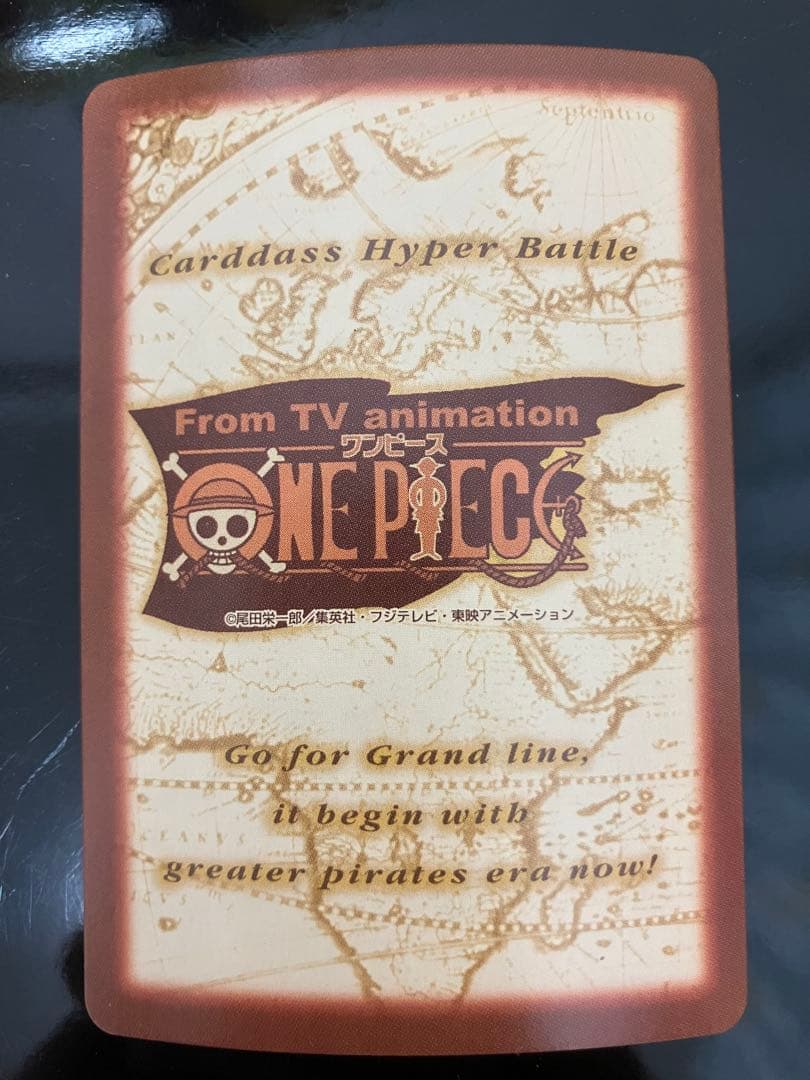 Septentrio
Carddass Hyper Battle
From TV animation
ワンピース
ONE PIECE
©尾田栄一郎／集英社・フジテレビ・東映アニメーション
Go for Grand line,
it begin with
greater pirates era now!